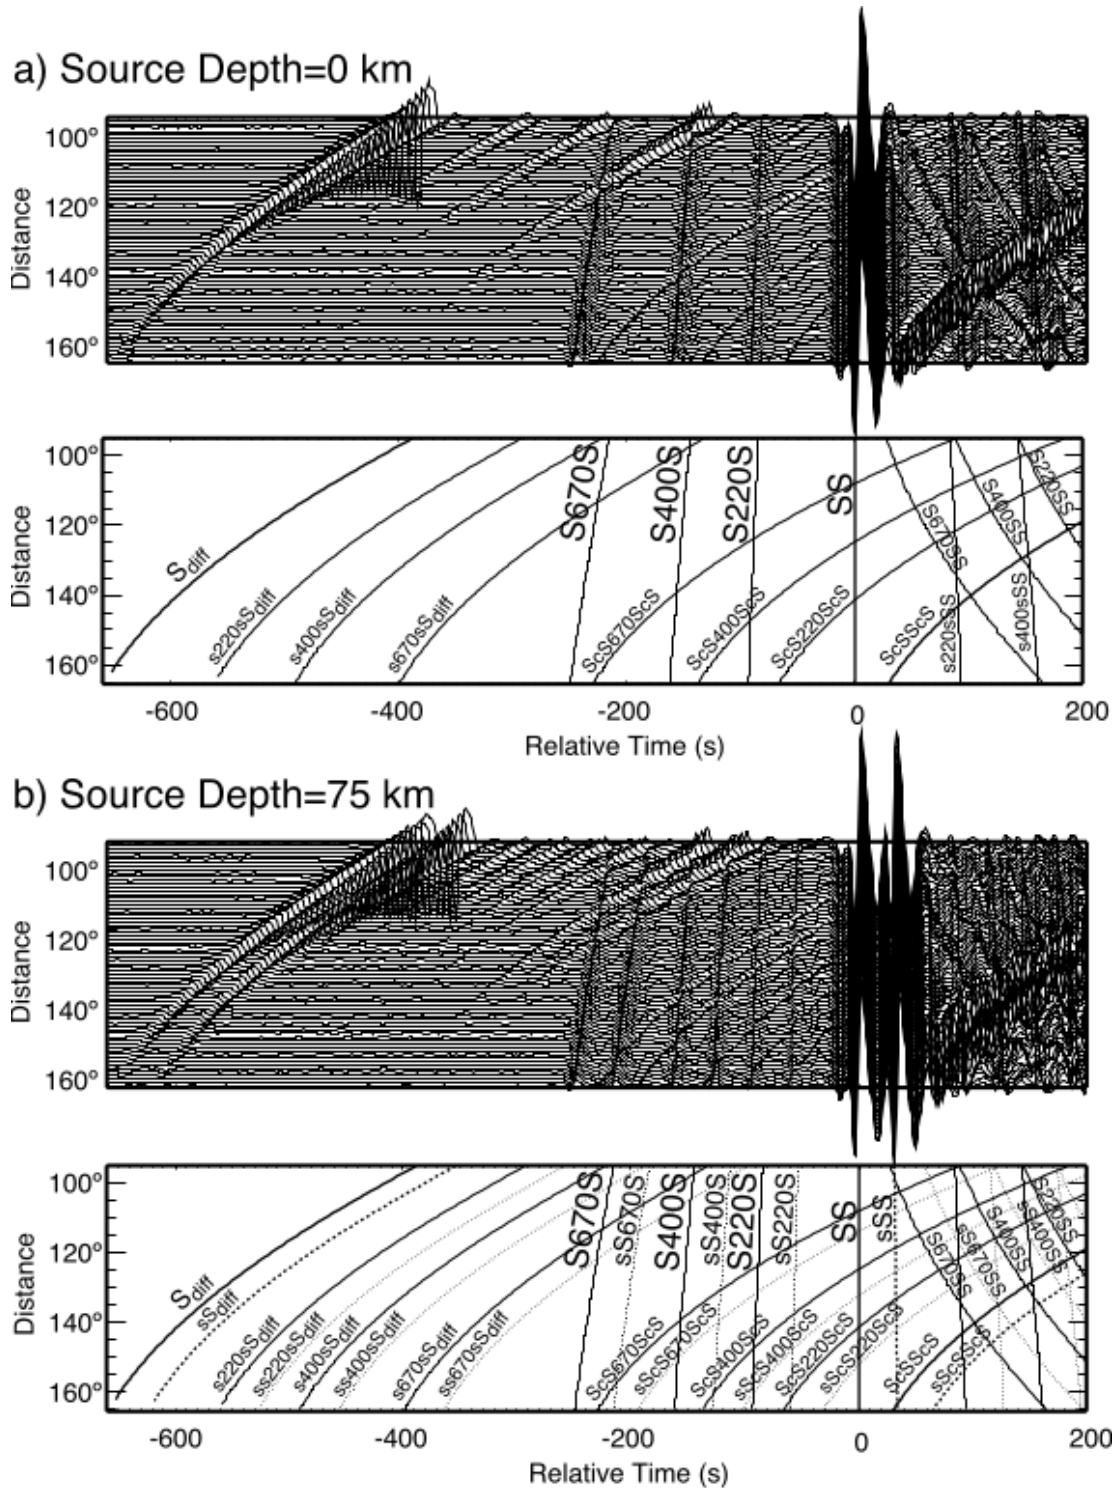 a) Source Depth=0 km
Distance
100°
120°
140°
160°
Distance
100°
120°
140°
160°
Sdiff
s220sSdiff
s400sSdiff
s670sSdiff
S670S
S400S
S220S
ScS670ScS
ScS400ScS
ScS220ScS
SS
ScSScS
S670SS
s220sSS
S400SS
s400sSS
S220SS
-600
-400
-200
0
200
Relative Time (s)
b) Source Depth=75 km
Distance
100°
120°
140°
160°
Distance
100°
120°
140°
160°
Sdiff
sSdiff
s220sSdiff
ss220sSdiff
s400sSdiff
ss400sSdiff
s670sSdiff
ss670sSdiff
S670S
sS670S
S400S
sS400S
S220S
sS220S
ScS670ScS
sScS670ScS
ScS400ScS
sScS400ScS
ScS220ScS
sScS220ScS
SS
sSS
ScSScS
sScSScS
S670SS
sS670SS
S400SS
sS400SS
S220SS
-600
-400
-200
0
200
Relative Time (s)